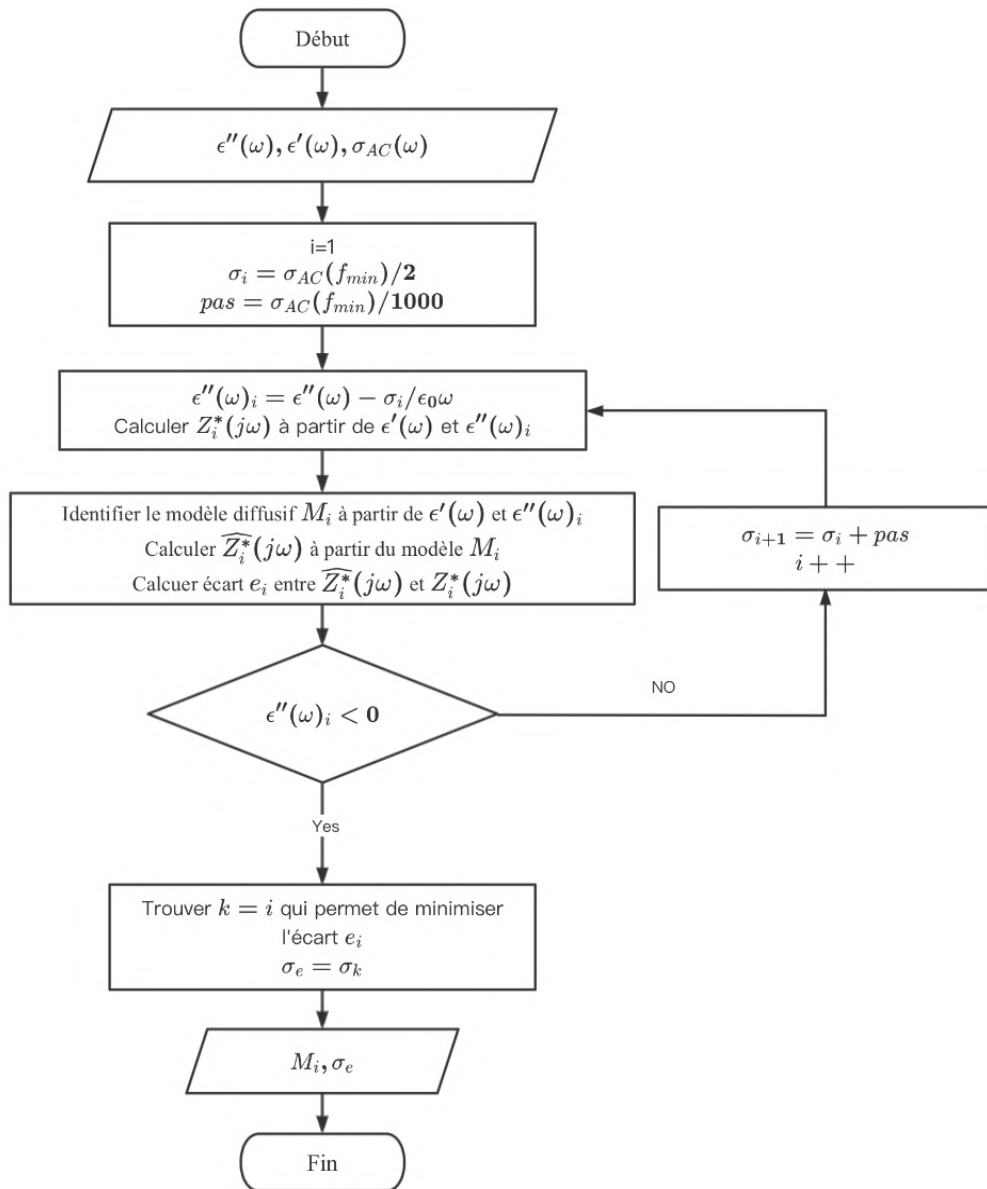 Début
ϵ''(ω), ϵ'(ω), σ_AC(ω)
i=1
σ_i = σ_AC(f_min)/2
pas = σ_AC(f_min)/1000
ϵ''(ω)_i = ϵ''(ω) − σ_i/ϵ_0ω
Calculer Z_i^*(jω) à partir de ϵ'(ω) et ϵ''(ω)_i
Identifier le modèle diffusif M_i à partir de ϵ'(ω) et ϵ''(ω)_i
Calculer \widehat{Z_i^*}(jω) à partir du modèle M_i
Calcuer écart e_i entre \widehat{Z_i^*}(jω) et Z_i^*(jω)
σ_{i+1} = σ_i + pas
i + +
ϵ''(ω)_i < 0
NO
Yes
Trouver k = i qui permet de minimiser
l'écart e_i
σ_e = σ_k
M_i, σ_e
Fin